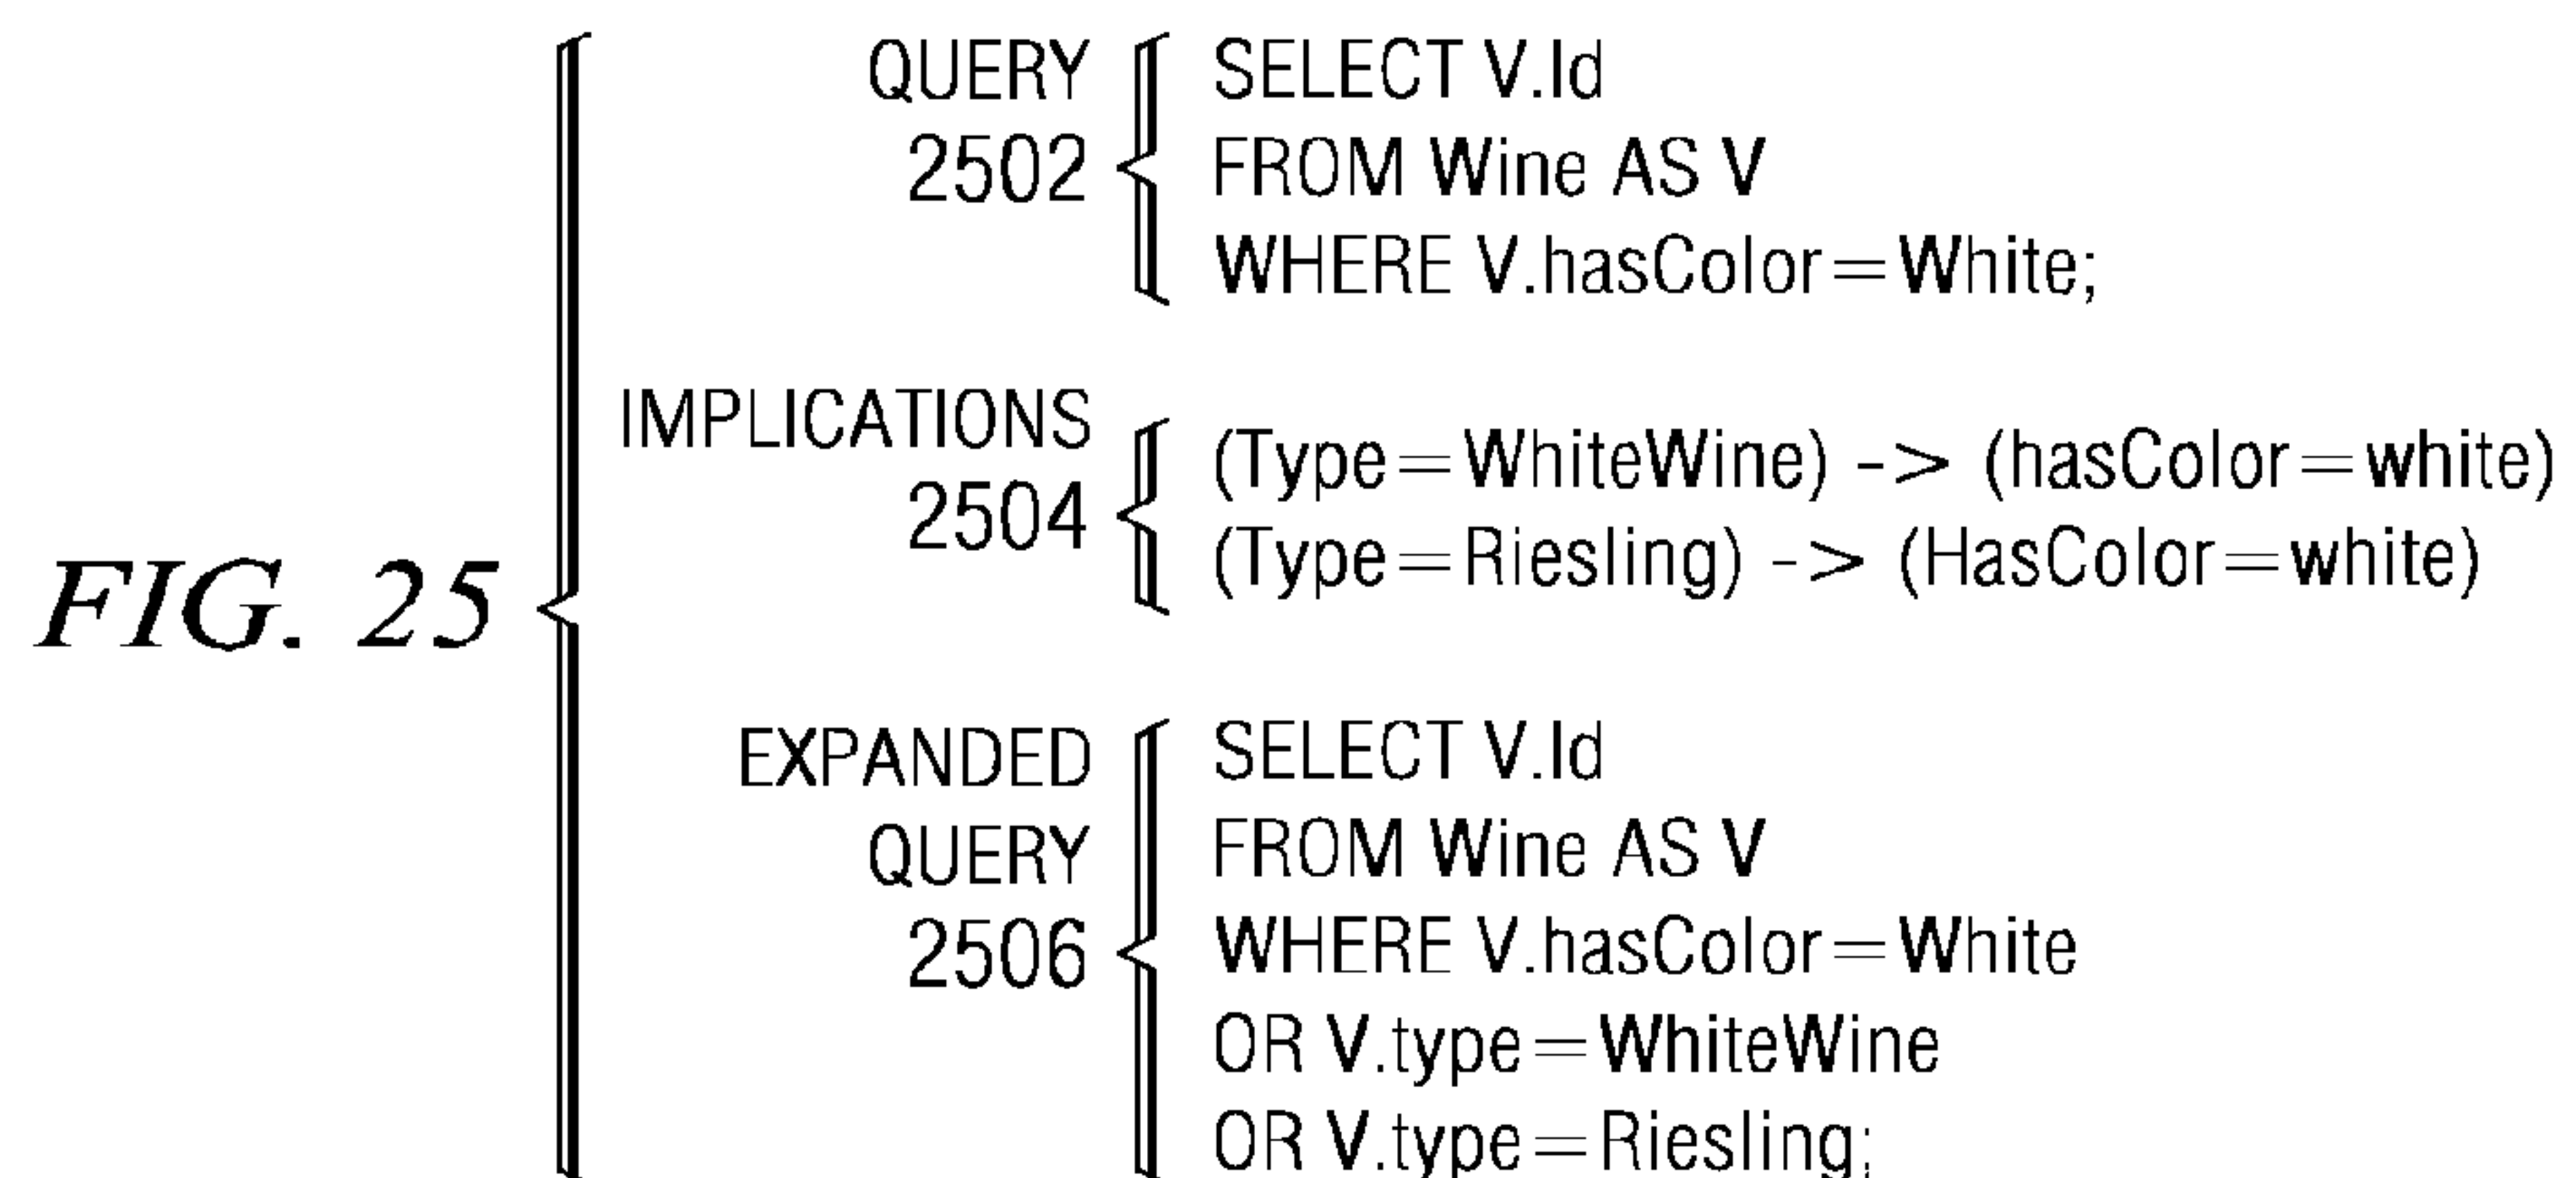 FIG. 25
QUERY
2502
SELECT V.Id
FROM Wine AS V
WHERE V.hasColor=White;
IMPLICATIONS
2504
(Type=WhiteWine) -> (hasColor=white)
(Type=Riesling) -> (HasColor=white)
EXPANDED
QUERY
2506
SELECT V.Id
FROM Wine AS V
WHERE V.hasColor=White
OR V.type=WhiteWine
OR V.type=Riesling;